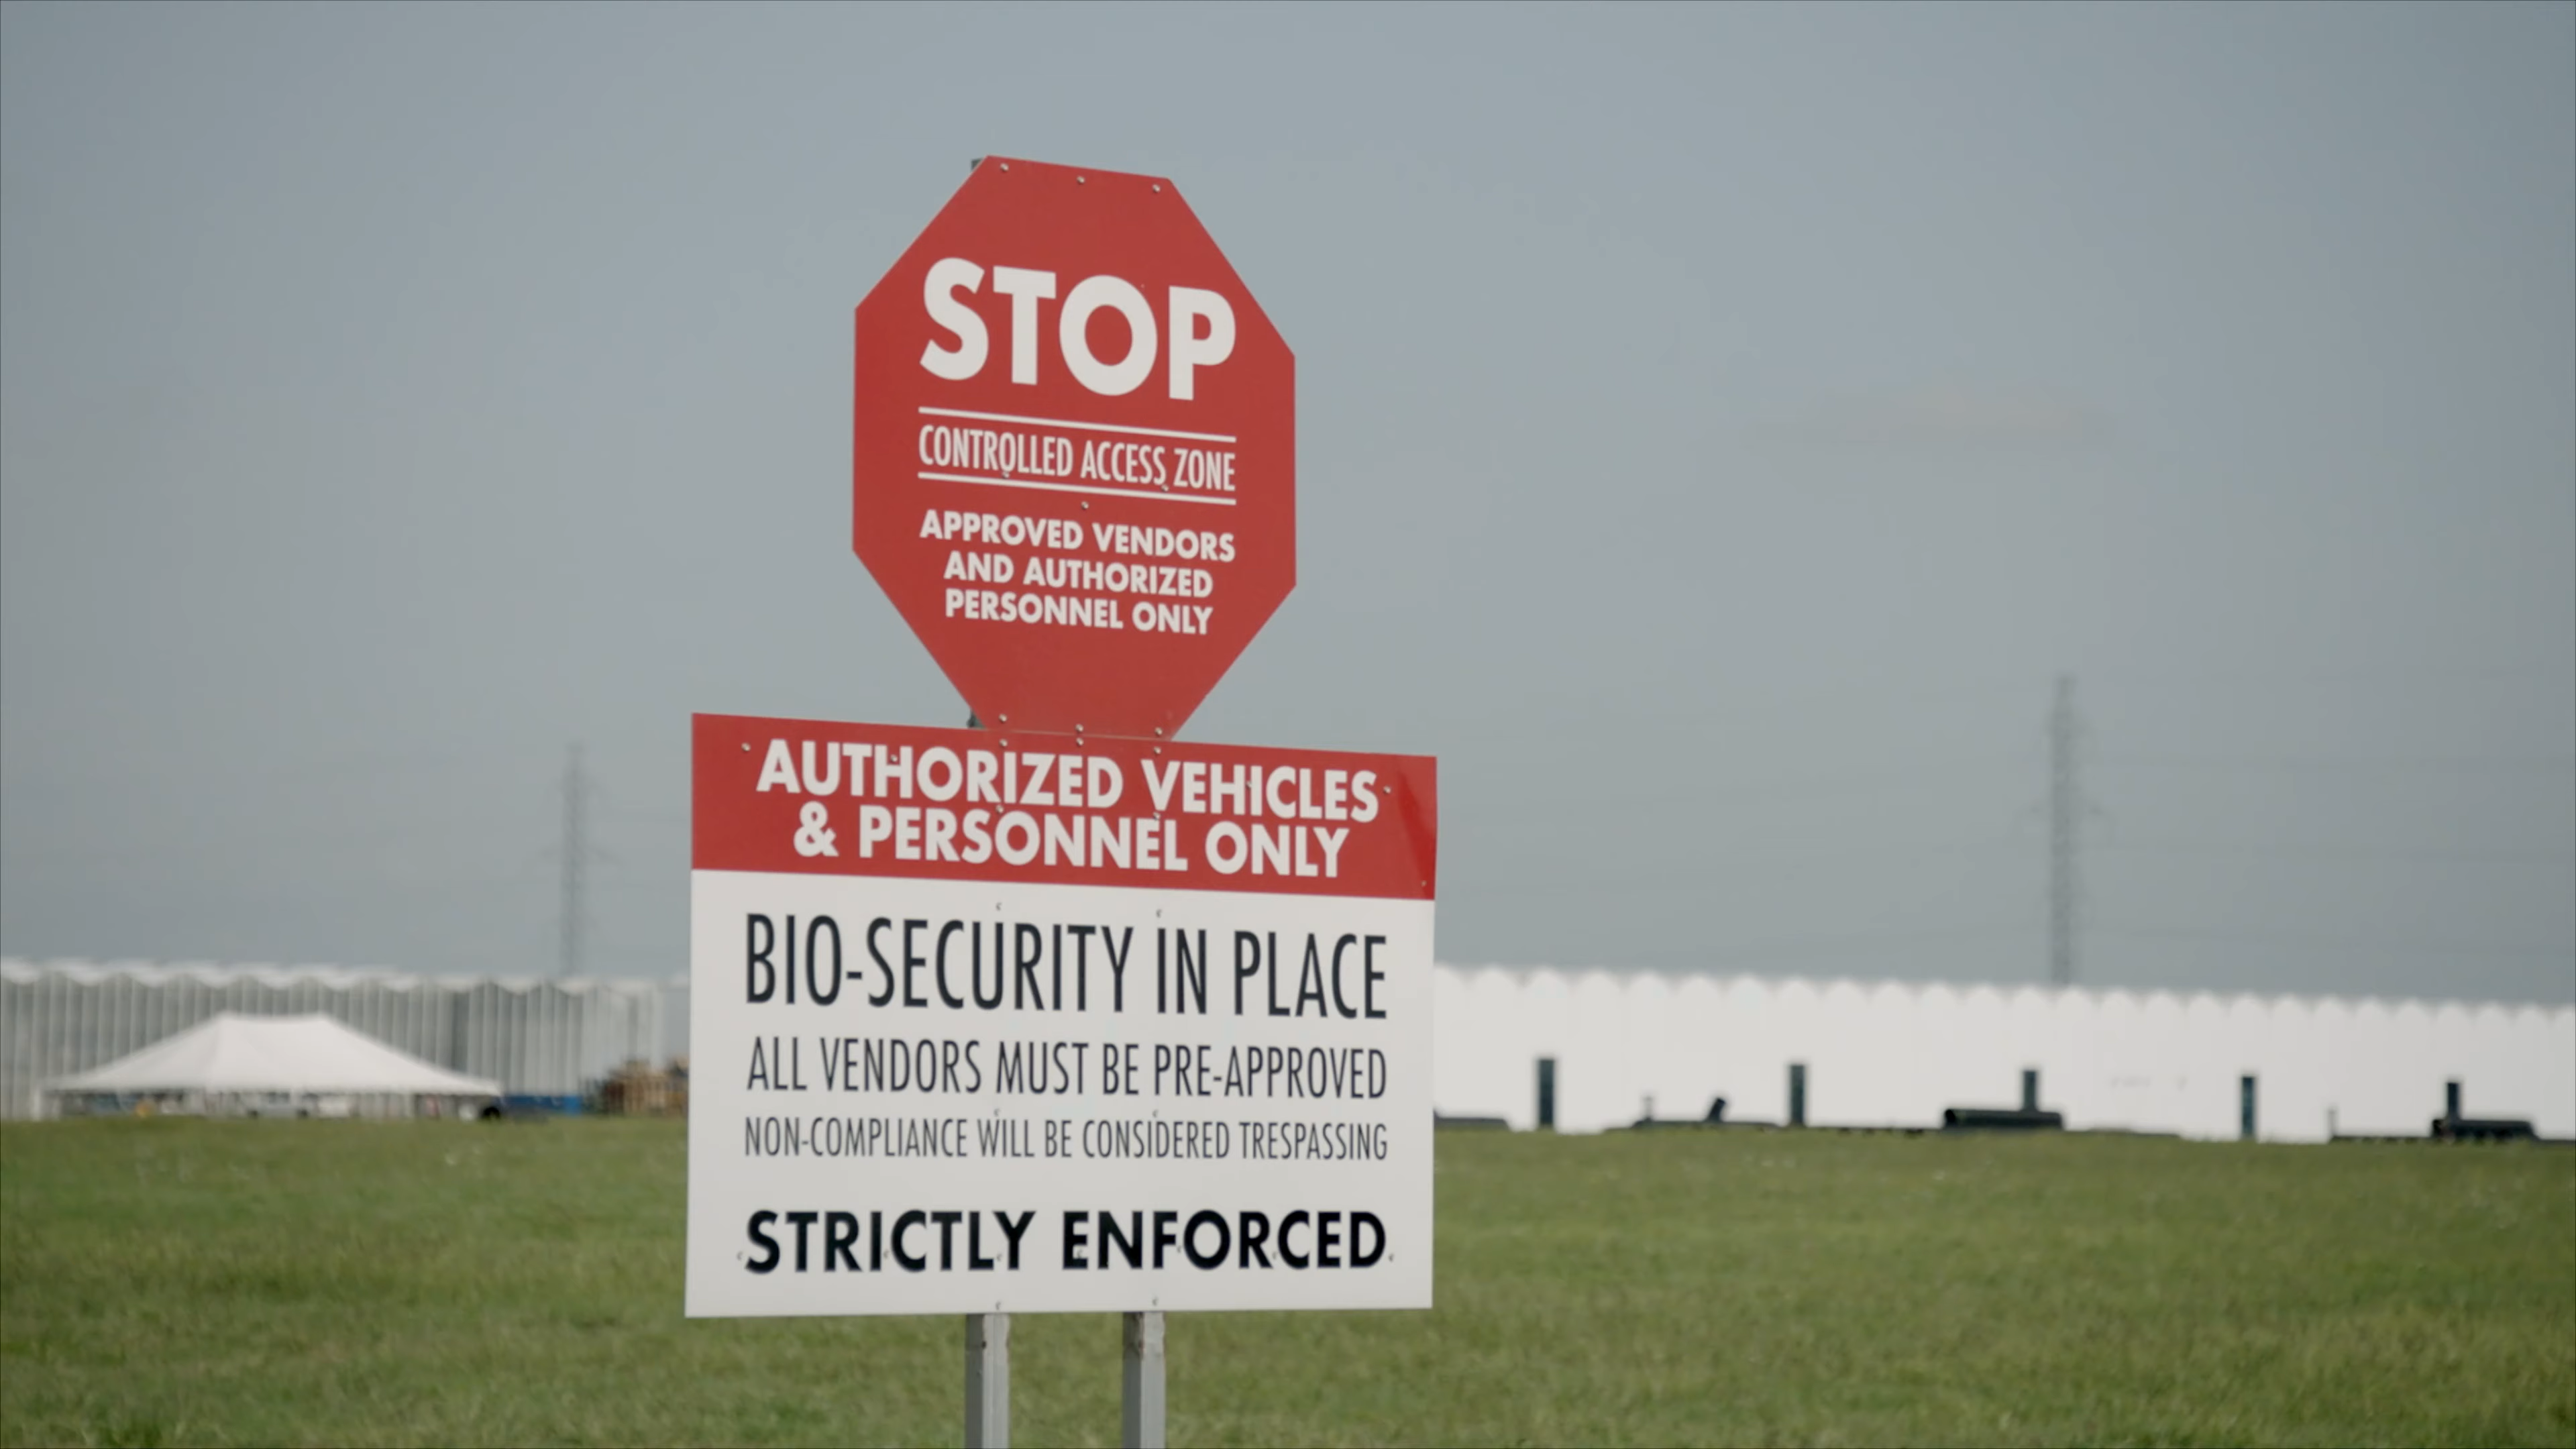 STOP
CONTROLLED ACCESS ZONE
APPROVED VENDORS
AND AUTHORIZED
PERSONNEL ONLY
AUTHORIZED VEHICLES
& PERSONNEL ONLY
BIO-SECURITY IN PLACE
ALL VENDORS MUST BE PRE-APPROVED
NON-COMPLIANCE WILL BE CONSIDERED TRESPASSING
STRICTLY ENFORCED